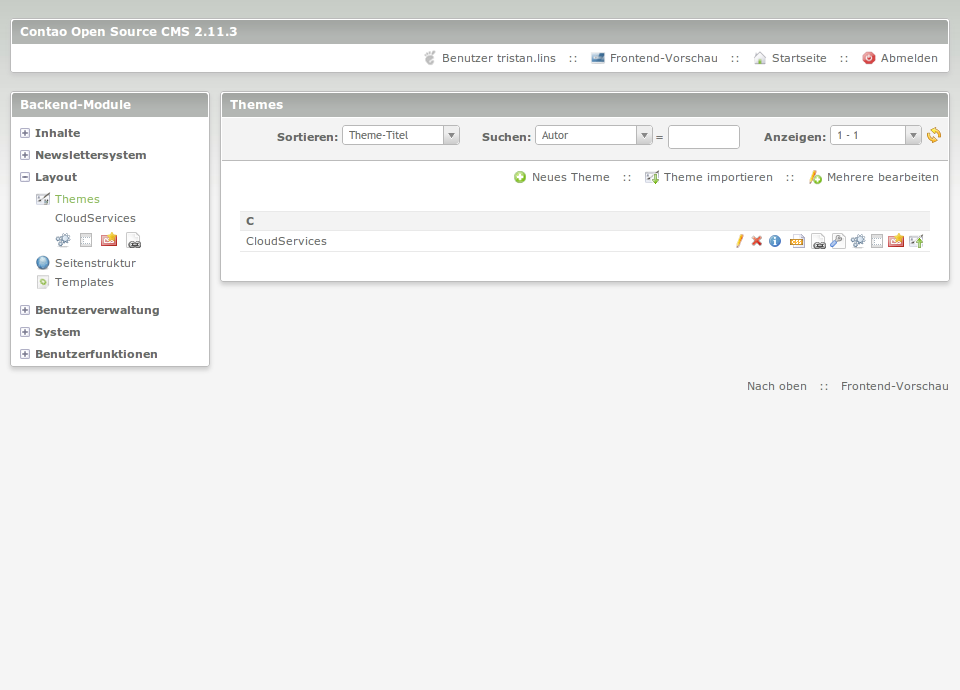 Contao Open Source CMS 2.11.3
Benutzer tristan.lins :: Frontend-Vorschau :: Startseite :: Abmelden
Backend-Module
Inhalte
Newslettersystem
Layout
Themes
CloudServices
Seitenstruktur
Templates
Benutzerverwaltung
System
Benutzerfunktionen
Themes
Sortieren: Theme-Titel Suchen: Autor = Anzeigen: 1 - 1
Neues Theme :: Theme importieren :: Mehrere bearbeiten
C
CloudServices
Nach oben :: Frontend-Vorschau